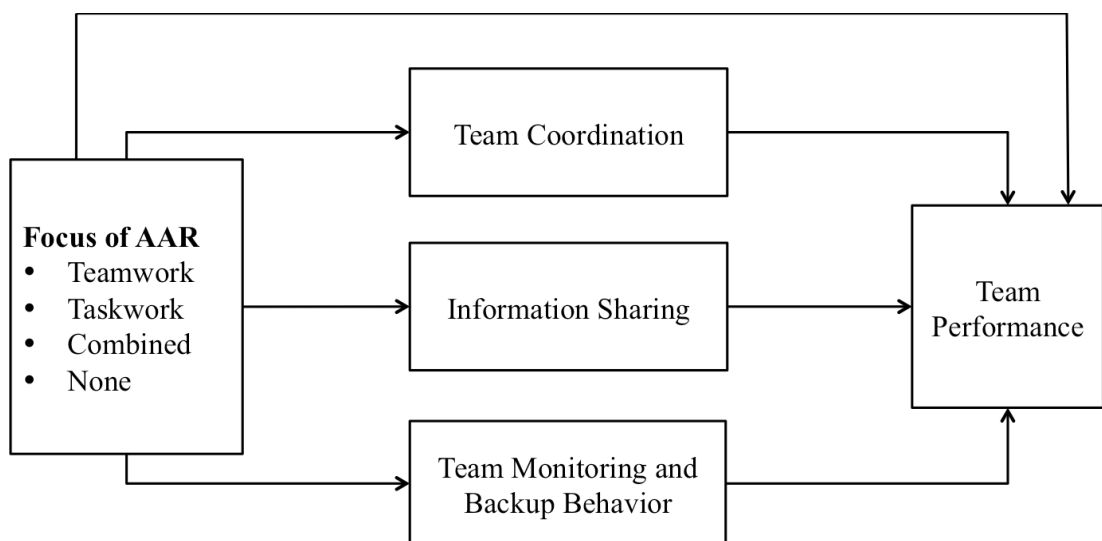 Team Coordination
Focus of AAR
• Teamwork
• Taskwork
• Combined
• None
Information Sharing
Team
Performance
Team Monitoring and
Backup Behavior